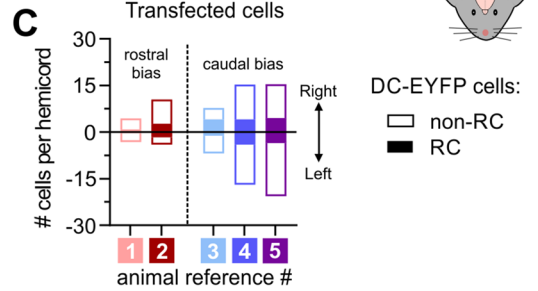 C
Transfected cells
30
15
0
-15
-30
# cells per hemicord
rostral
bias
caudal bias
Right
Left
1 2 3 4 5
animal reference #
DC-EYFP cells:
non-RC
RC